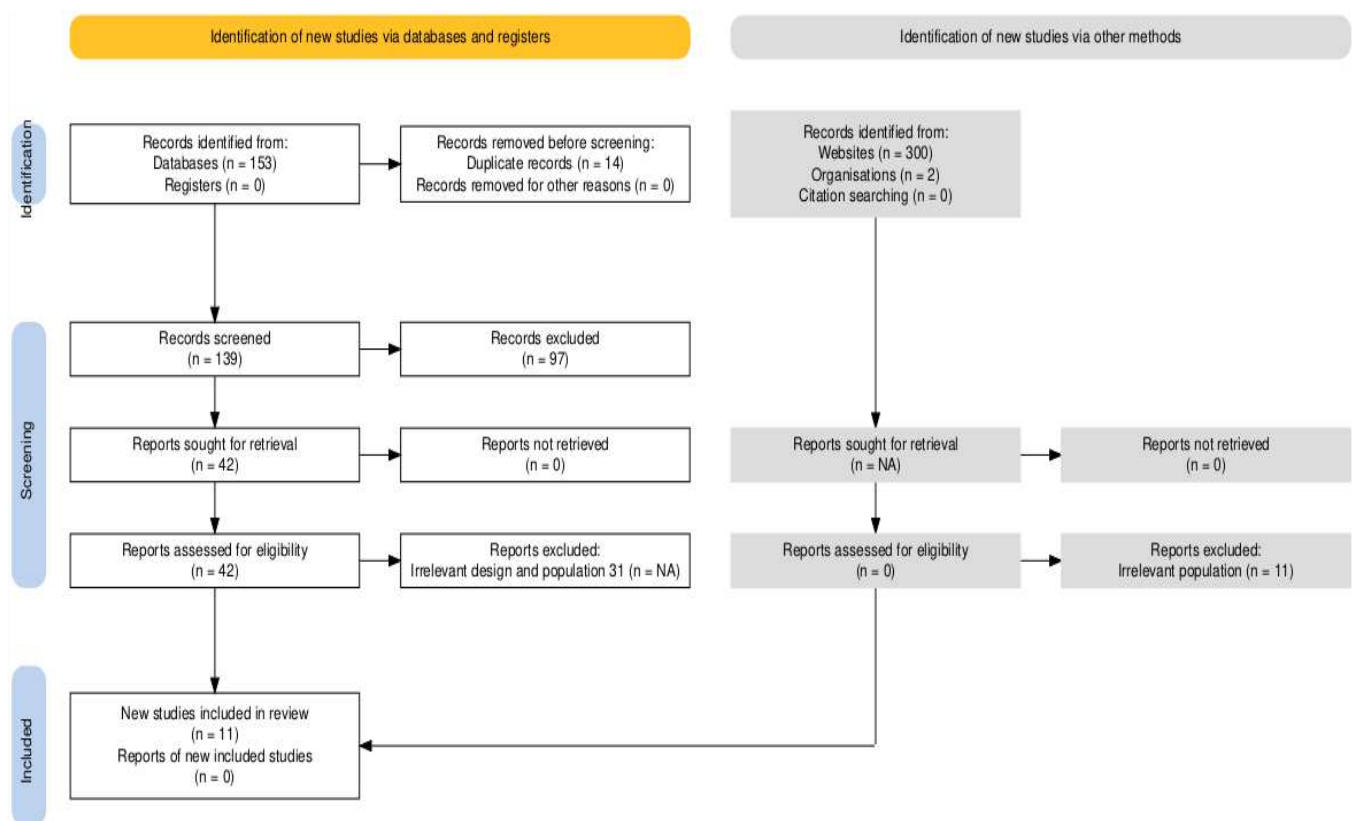 Identification of new studies via databases and registers
Identification of new studies via other methods
Identification
Records identified from:
Databases (n = 153)
Registers (n = 0)
Records removed before screening:
Duplicate records (n = 14)
Records removed for other reasons (n = 0)
Records identified from:
Websites (n = 300)
Organisations (n = 2)
Citation searching (n = 0)
Screening
Records screened
(n = 139)
Records excluded
(n = 97)
Reports sought for retrieval
(n = 42)
Reports not retrieved
(n = 0)
Reports sought for retrieval
(n = NA)
Reports not retrieved
(n = 0)
Reports assessed for eligibility
(n = 42)
Reports excluded:
Irrelevant design and population 31 (n = NA)
Reports assessed for eligibility
(n = 0)
Reports excluded:
Irrelevant population (n = 11)
Included
New studies included in review
(n = 11)
Reports of new included studies
(n = 0)